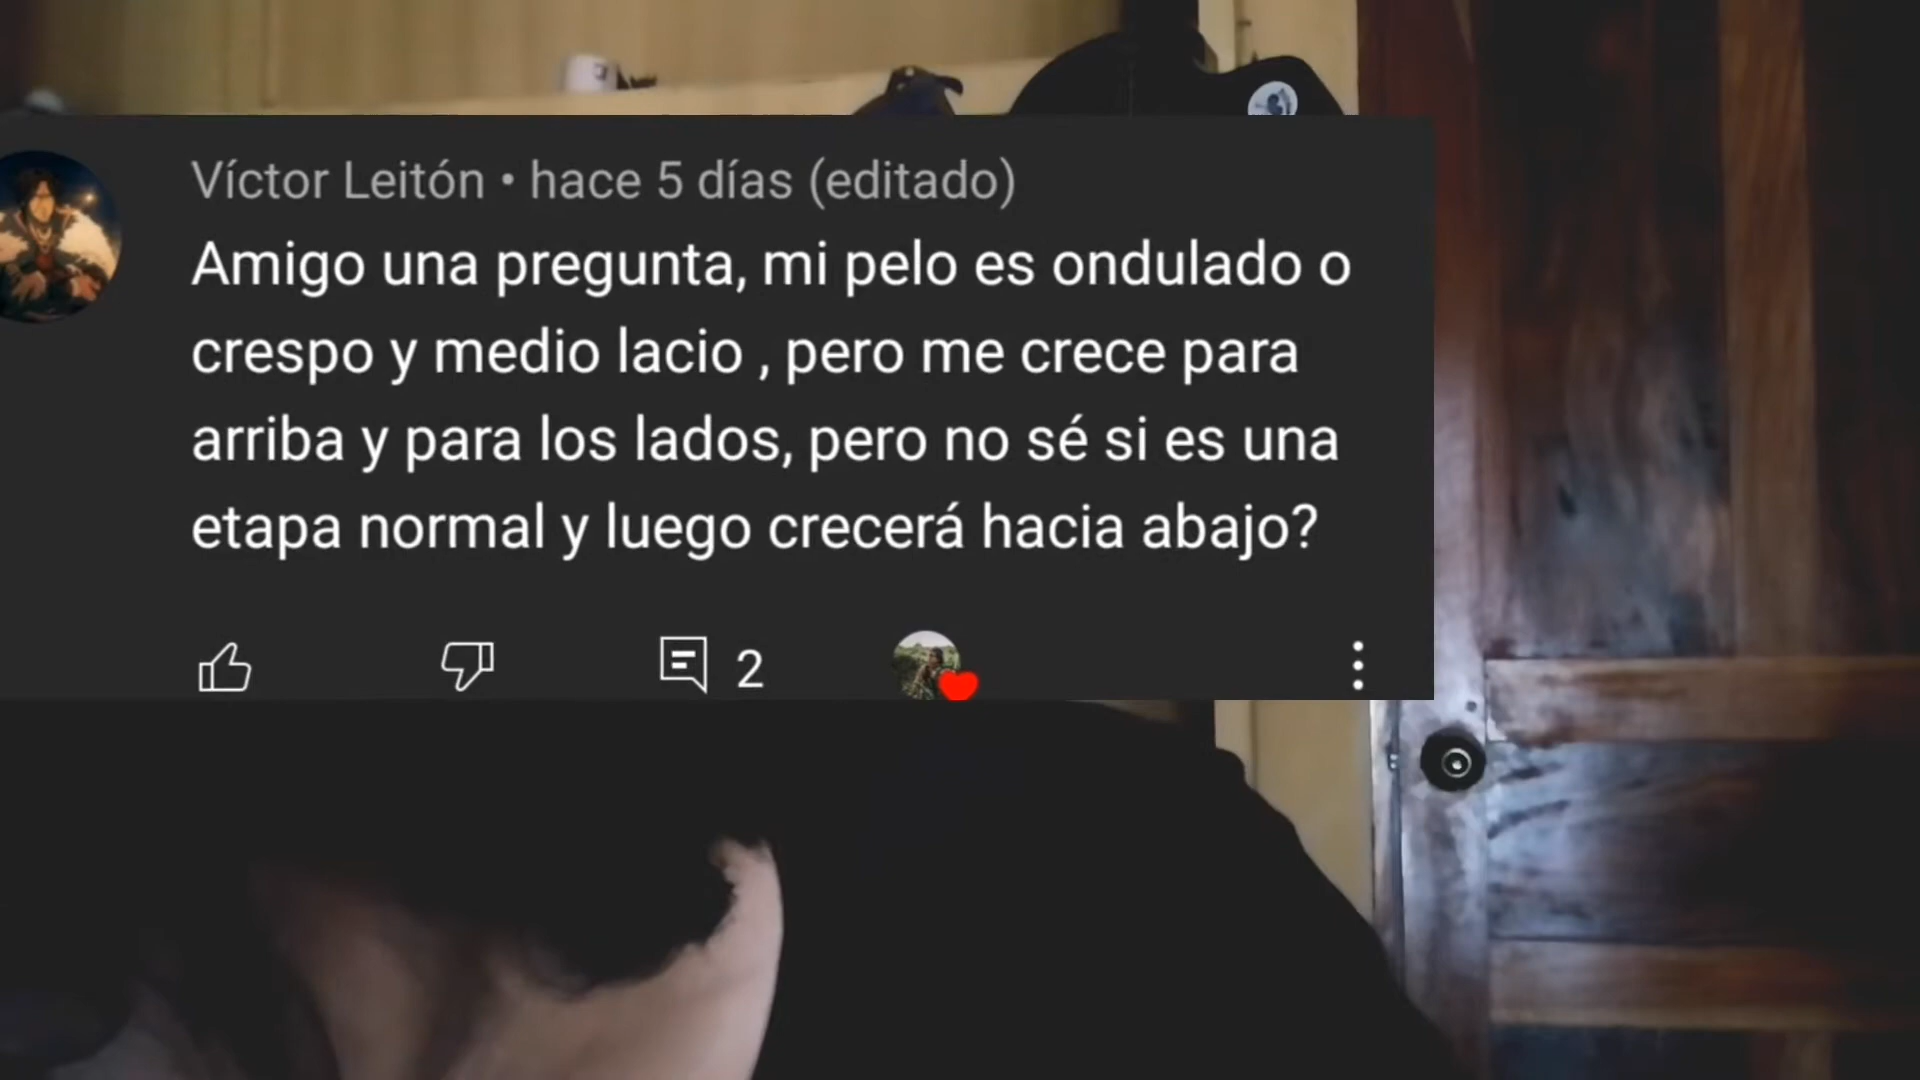 Víctor Leitón • hace 5 días (editado)
Amigo una pregunta, mi pelo es ondulado o
crespo y medio lacio , pero me crece para
arriba y para los lados, pero no sé si es una
etapa normal y luego crecerá hacia abajo?
2